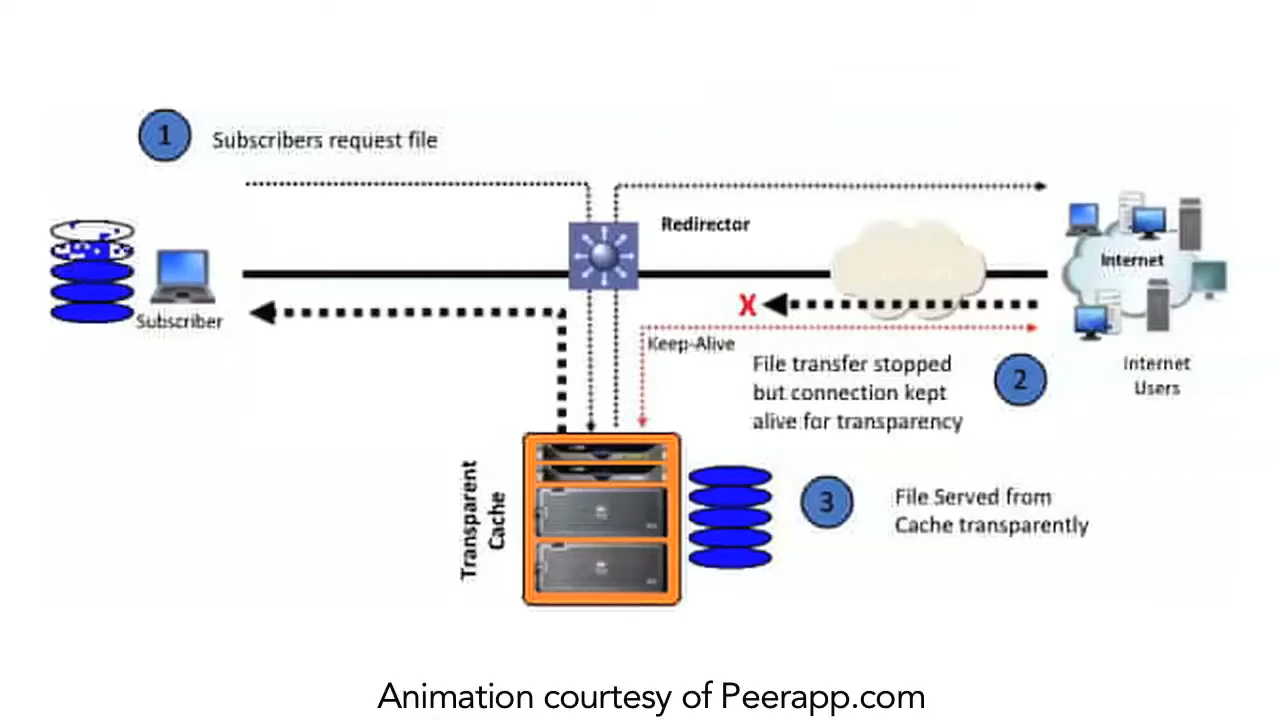 1
Subscribers request file
Redirector
Internet
Subscriber
X
Keep-Alive
File transfer stopped
but connection kept
alive for transparency
2
Internet
Users
Transparent
Cache
3
File Served from
Cache transparently
Animation courtesy of Peerapp.com